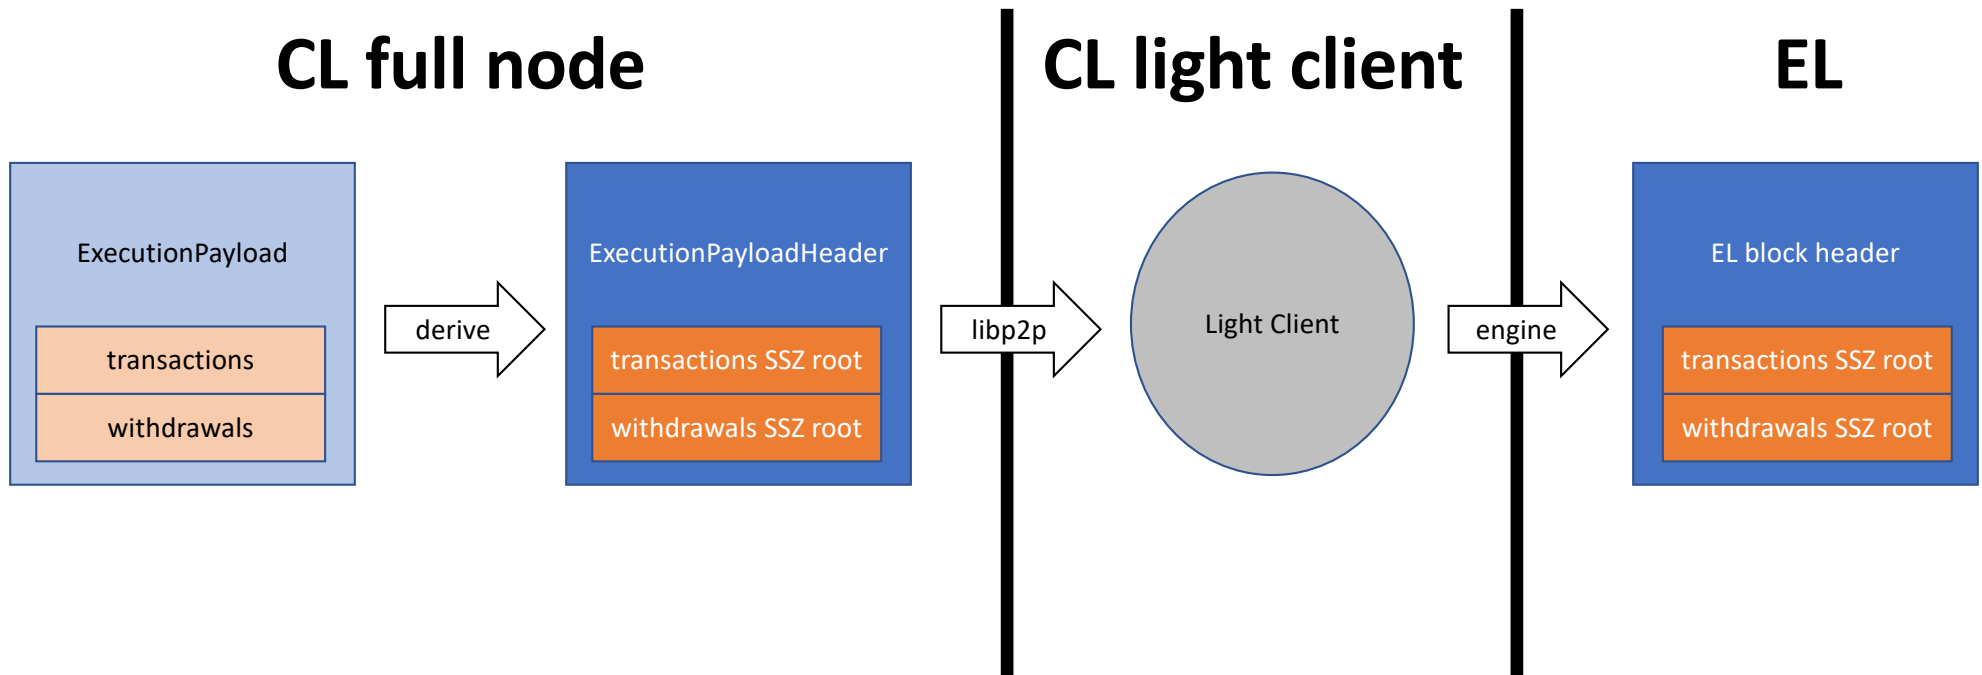 CL full node
CL light client
EL
ExecutionPayload
transactions
withdrawals
derive
ExecutionPayloadHeader
transactions SSZ root
withdrawals SSZ root
libp2p
Light Client
engine
EL block header
transactions SSZ root
withdrawals SSZ root